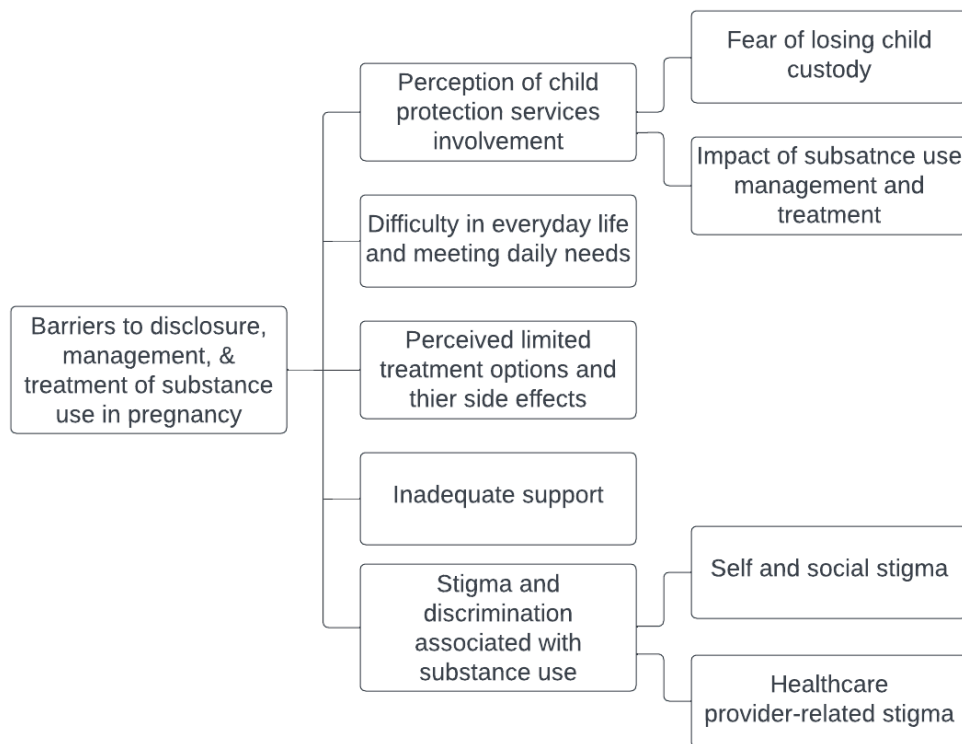 Fear of losing child
custody
Perception of child
protection services
involvement
Impact of subsatnce use
management and
treatment
Difficulty in everyday life
and meeting daily needs
Barriers to disclosure,
management, &
treatment of substance
use in pregnancy
Perceived limited
treatment options and
thier side effects
Inadequate support
Stigma and
discrimination
associated with
substance use
Self and social stigma
Healthcare
provider-related stigma